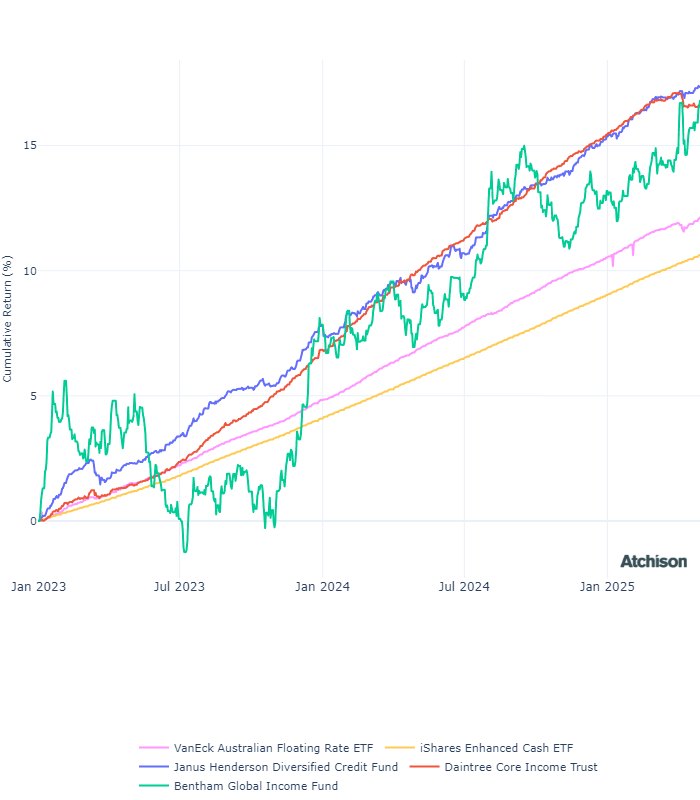 15
10
5
0
Cumulative Return (%)
Atchison
Jan 2023 Jul 2023 Jan 2024 Jul 2024 Jan 2025
VanEck Australian Floating Rate ETF iShares Enhanced Cash ETF
Janus Henderson Diversified Credit Fund Daintree Core Income Trust
Bentham Global Income Fund